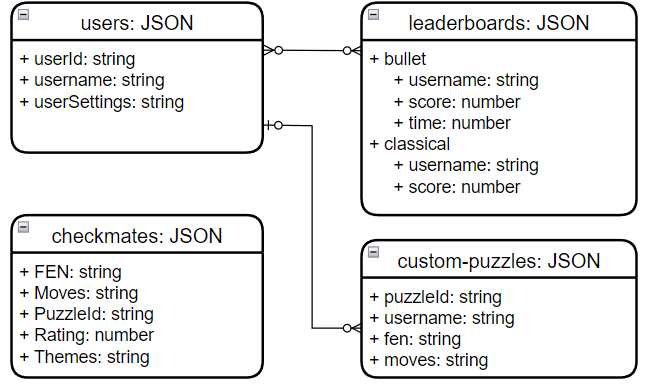 users: JSON
+ userId: string
+ username: string
+ userSettings: string
leaderboards: JSON
+ bullet
+ username: string
+ score: number
+ time: number
+ classical
+ username: string
+ score: number
checkmates: JSON
+ FEN: string
+ Moves: string
+ PuzzleId: string
+ Rating: number
+ Themes: string
custom-puzzles: JSON
+ puzzleId: string
+ username: string
+ fen: string
+ moves: string